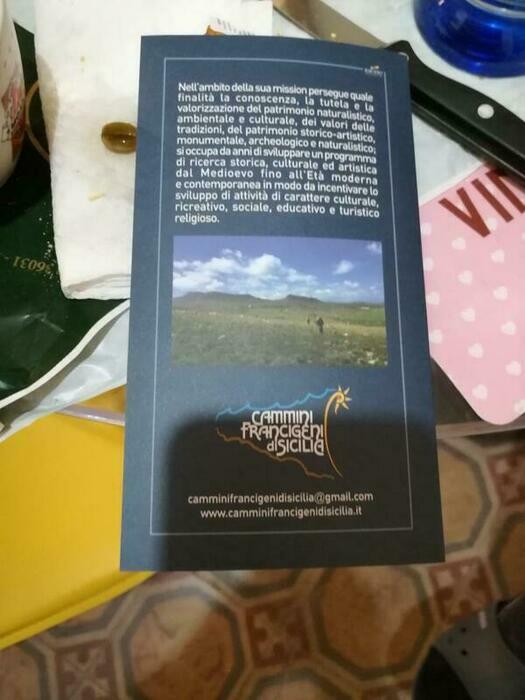 Nell'ambito della sua mission persegue quale
finalità la conoscenza, la tutela e la
valorizzazione del patrimonio naturalistico,
ambientale e culturale, dei valori delle
tradizioni, del patrimonio storico-artistico,
monumentale, archeologico e naturalistico;
si occupa da anni di sviluppare un programma
di ricerca storica, culturale ed artistica
dal Medioevo fino all'Età moderna
e contemporanea in modo da incentivare lo
sviluppo di attività di carattere culturale,
ricreativo, sociale, educativo e turistico
religioso.
CAMMINI
FRANCIGENI
di SICILIA
camminifrancigenidisicilia@gmail.com
www.camminifrancigenidisicilia.it
VIN